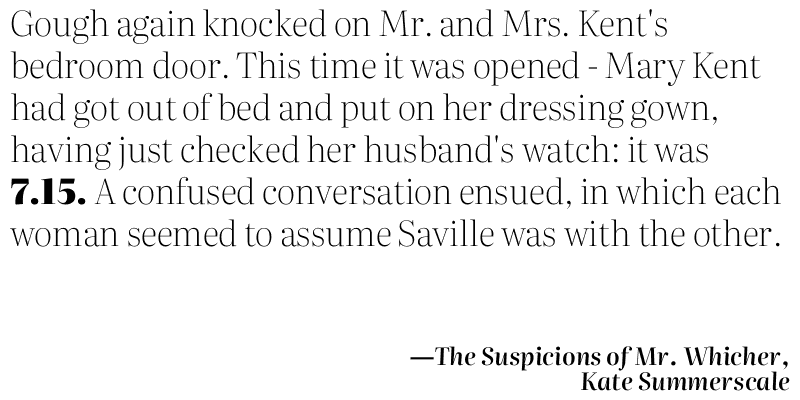 Gough again knocked on Mr. and Mrs. Kent's
bedroom door. This time it was opened - Mary Kent
had got out of bed and put on her dressing gown,
having just checked her husband's watch: it was
7.15. A confused conversation ensued, in which each
woman seemed to assume Saville was with the other.
—The Suspicions of Mr. Whicher,
Kate Summerscale